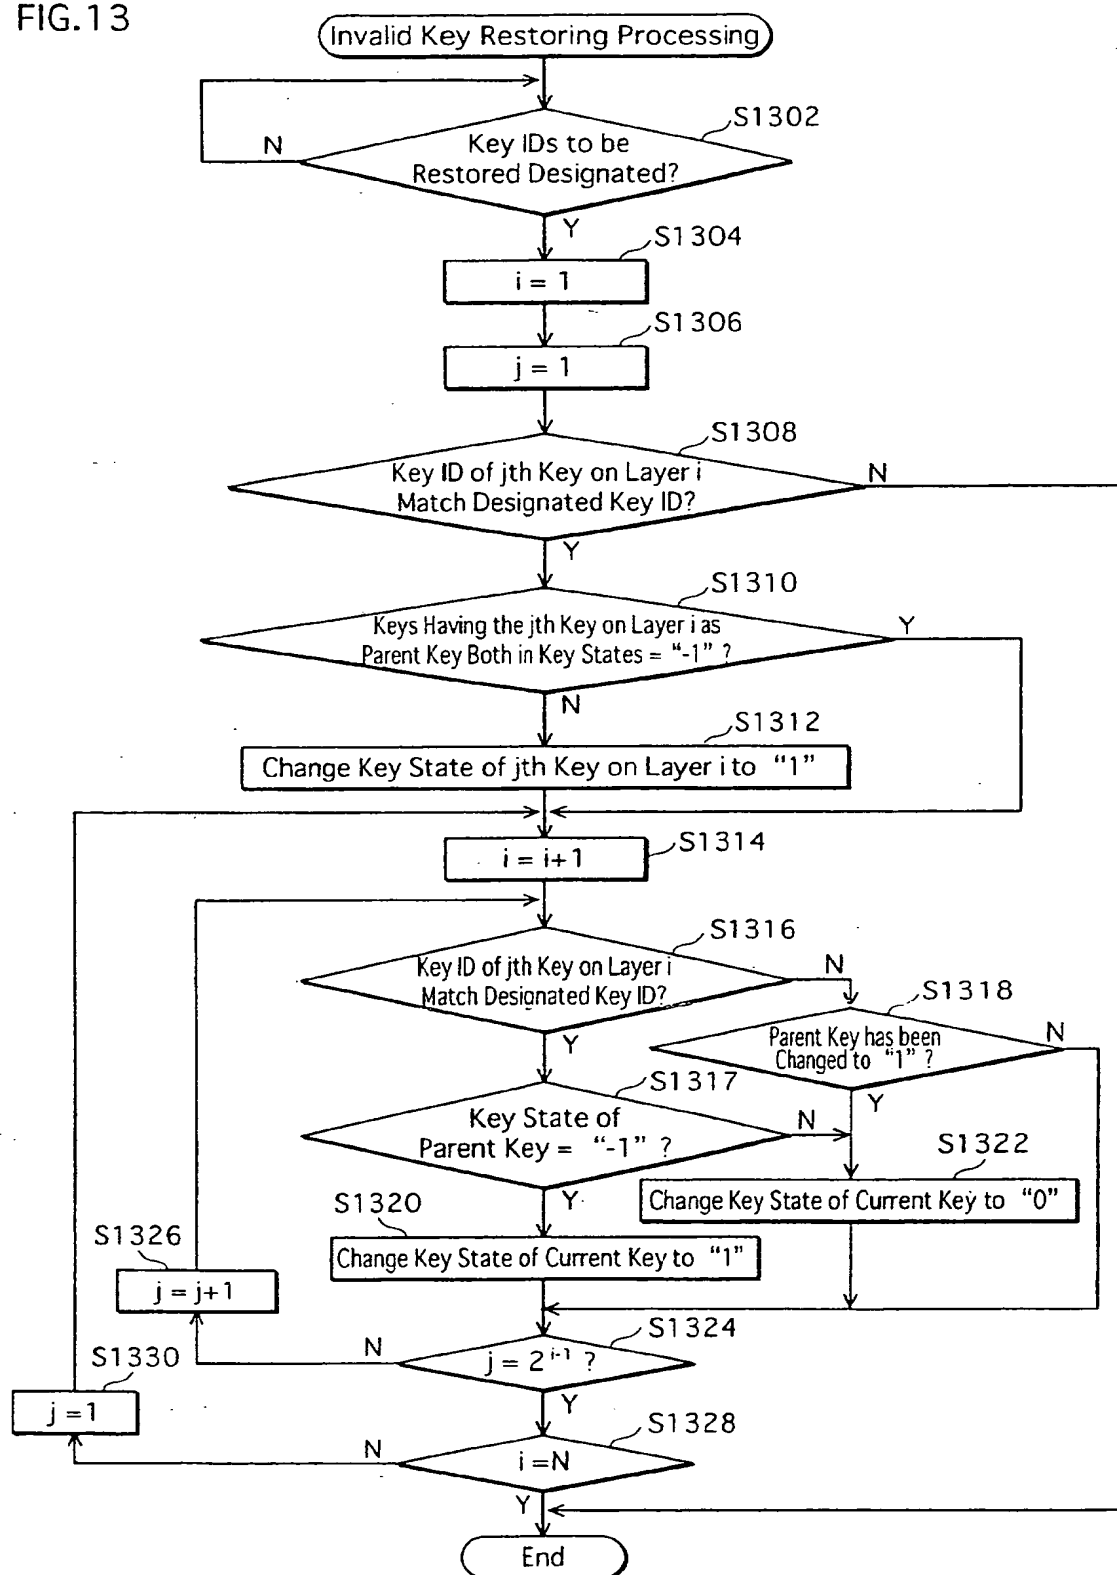 FIG.13
Invalid Key Restoring Processing
S1302
Key IDs to be
Restored Designated?
N
Y
S1304
i = 1
S1306
j = 1
S1308
Key ID of jth Key on Layer i
Match Designated Key ID?
N
Y
S1310
Keys Having the jth Key on Layer i as
Parent Key Both in Key States = “-1” ?
Y
N
S1312
Change Key State of jth Key on Layer i to “1”
S1314
i = i+1
S1316
Key ID of jth Key on Layer i
Match Designated Key ID?
N
Y
S1318
Parent Key has been
Changed to “1” ?
N
Y
S1317
Key State of
Parent Key = “-1” ?
N
Y
S1322
Change Key State of Current Key to “0”
S1320
Change Key State of Current Key to “1”
S1326
j = j+1
S1324
j = 2^{i-1} ?
N
Y
S1330
j =1
S1328
i =N
N
Y
End